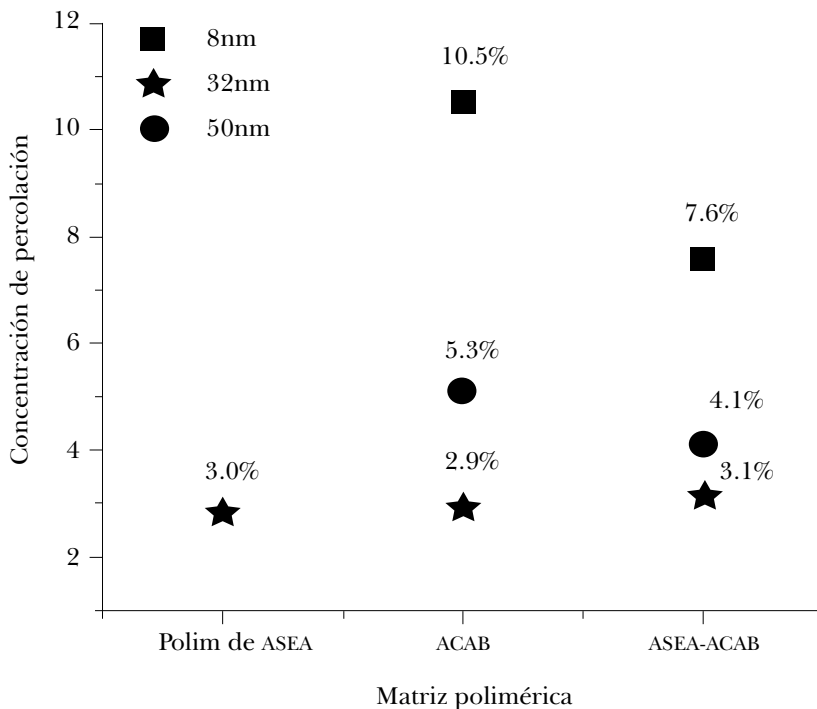 12
10
8
6
4
2
Concentración de percolación
8nm
32nm
50nm
10.5%
7.6%
5.3%
4.1%
3.0%
2.9%
3.1%
Polim de ASEA
ACAB
ASEA-ACAB
Matriz polimérica